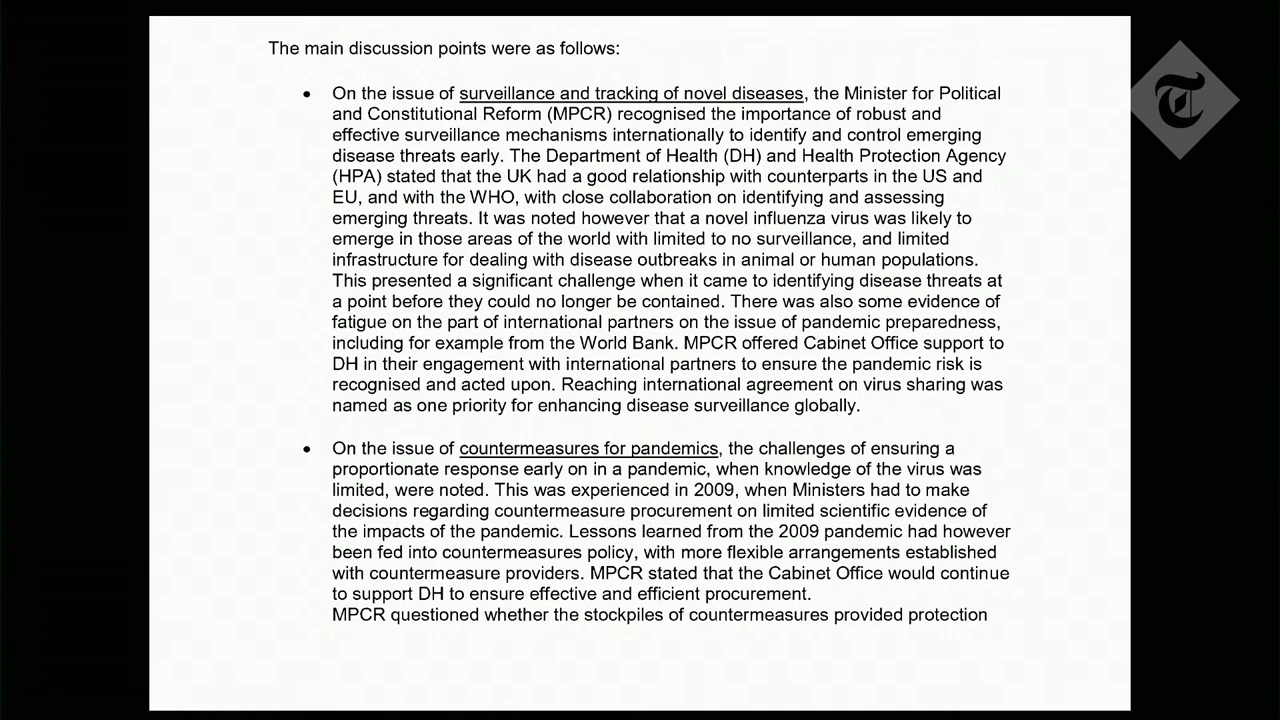 The main discussion points were as follows:
• On the issue of surveillance and tracking of novel diseases, the Minister for Political
and Constitutional Reform (MPCR) recognised the importance of robust and
effective surveillance mechanisms internationally to identify and control emerging
disease threats early. The Department of Health (DH) and Health Protection Agency
(HPA) stated that the UK had a good relationship with counterparts in the US and
EU, and with the WHO, with close collaboration on identifying and assessing
emerging threats. It was noted however that a novel influenza virus was likely to
emerge in those areas of the world with limited to no surveillance, and limited
infrastructure for dealing with disease outbreaks in animal or human populations.
This presented a significant challenge when it came to identifying disease threats at
a point before they could no longer be contained. There was also some evidence of
fatigue on the part of international partners on the issue of pandemic preparedness,
including for example from the World Bank. MPCR offered Cabinet Office support to
DH in their engagement with international partners to ensure the pandemic risk is
recognised and acted upon. Reaching international agreement on virus sharing was
named as one priority for enhancing disease surveillance globally.
• On the issue of countermeasures for pandemics, the challenges of ensuring a
proportionate response early on in a pandemic, when knowledge of the virus was
limited, were noted. This was experienced in 2009, when Ministers had to make
decisions regarding countermeasure procurement on limited scientific evidence of
the impacts of the pandemic. Lessons learned from the 2009 pandemic had however
been fed into countermeasures policy, with more flexible arrangements established
with countermeasure providers. MPCR stated that the Cabinet Office would continue
to support DH to ensure effective and efficient procurement.
MPCR questioned whether the stockpiles of countermeasures provided protection
T